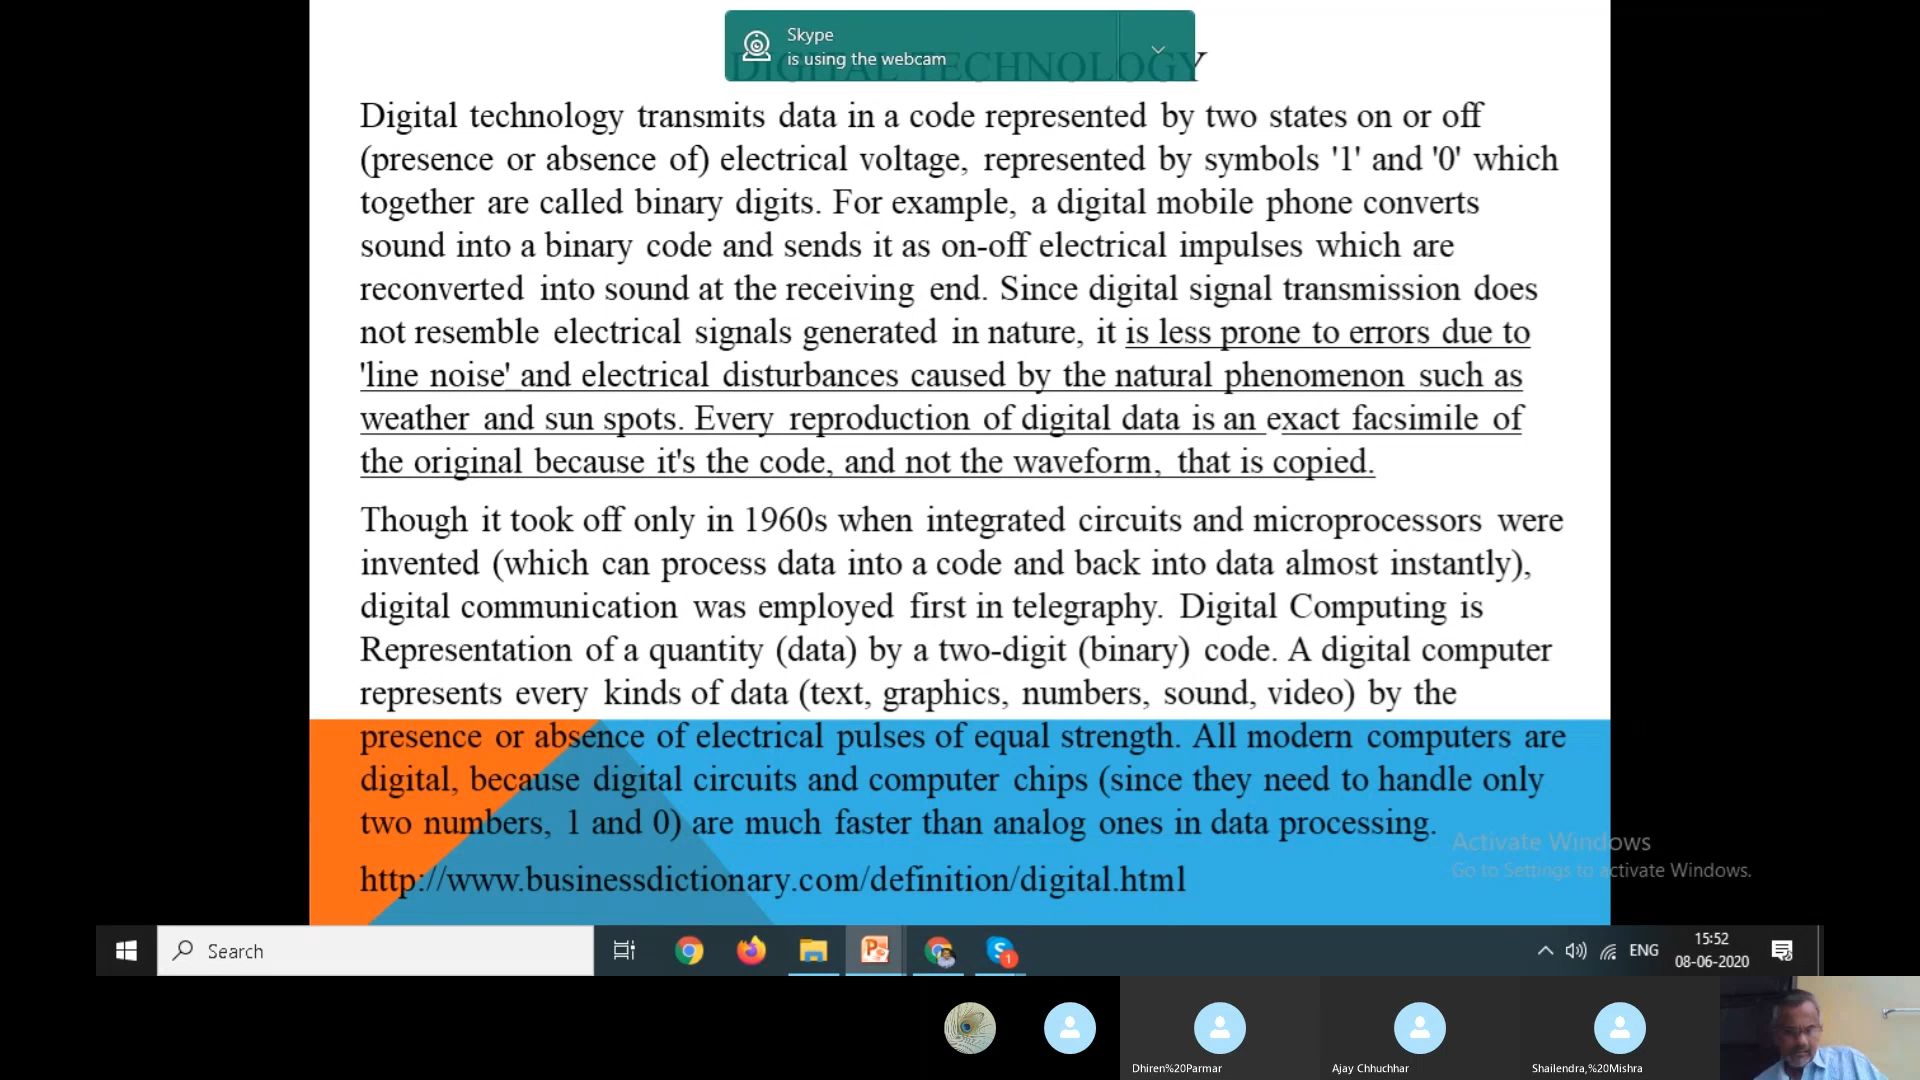 Skype
is using the webcam
DIGITAL TECHNOLOGY
Digital technology transmits data in a code represented by two states on or off
(presence or absence of) electrical voltage, represented by symbols '1' and '0' which
together are called binary digits. For example, a digital mobile phone converts
sound into a binary code and sends it as on-off electrical impulses which are
reconverted into sound at the receiving end. Since digital signal transmission does
not resemble electrical signals generated in nature, it is less prone to errors due to
'line noise' and electrical disturbances caused by the natural phenomenon such as
weather and sun spots. Every reproduction of digital data is an exact facsimile of
the original because it's the code, and not the waveform, that is copied.
Though it took off only in 1960s when integrated circuits and microprocessors were
invented (which can process data into a code and back into data almost instantly),
digital communication was employed first in telegraphy. Digital Computing is
Representation of a quantity (data) by a two-digit (binary) code. A digital computer
represents every kinds of data (text, graphics, numbers, sound, video) by the
presence or absence of electrical pulses of equal strength. All modern computers are
digital, because digital circuits and computer chips (since they need to handle only
two numbers, 1 and 0) are much faster than analog ones in data processing.
http://www.businessdictionary.com/definition/digital.html
Activate Windows
Go to Settings to activate Windows.
Search
ENG
15:52
08-06-2020
Dhiren%20Parmar
Ajay Chhuchhar
Shailendra,%20Mishra